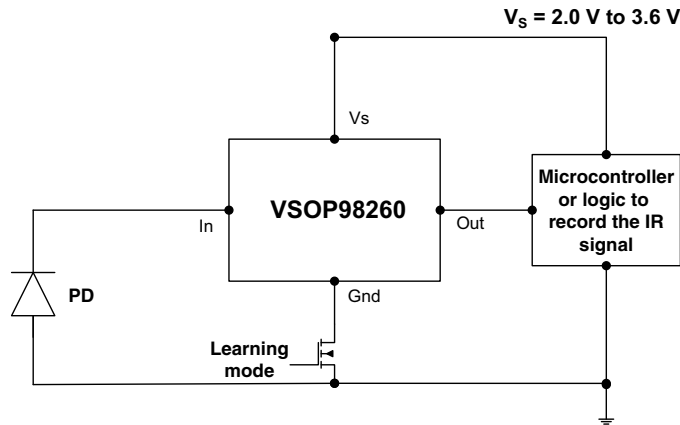 V_S = 2.0 V to 3.6 V
Vs
VSOP98260
In
Out
Microcontroller
or logic to
record the IR
signal
PD
Gnd
Learning
mode